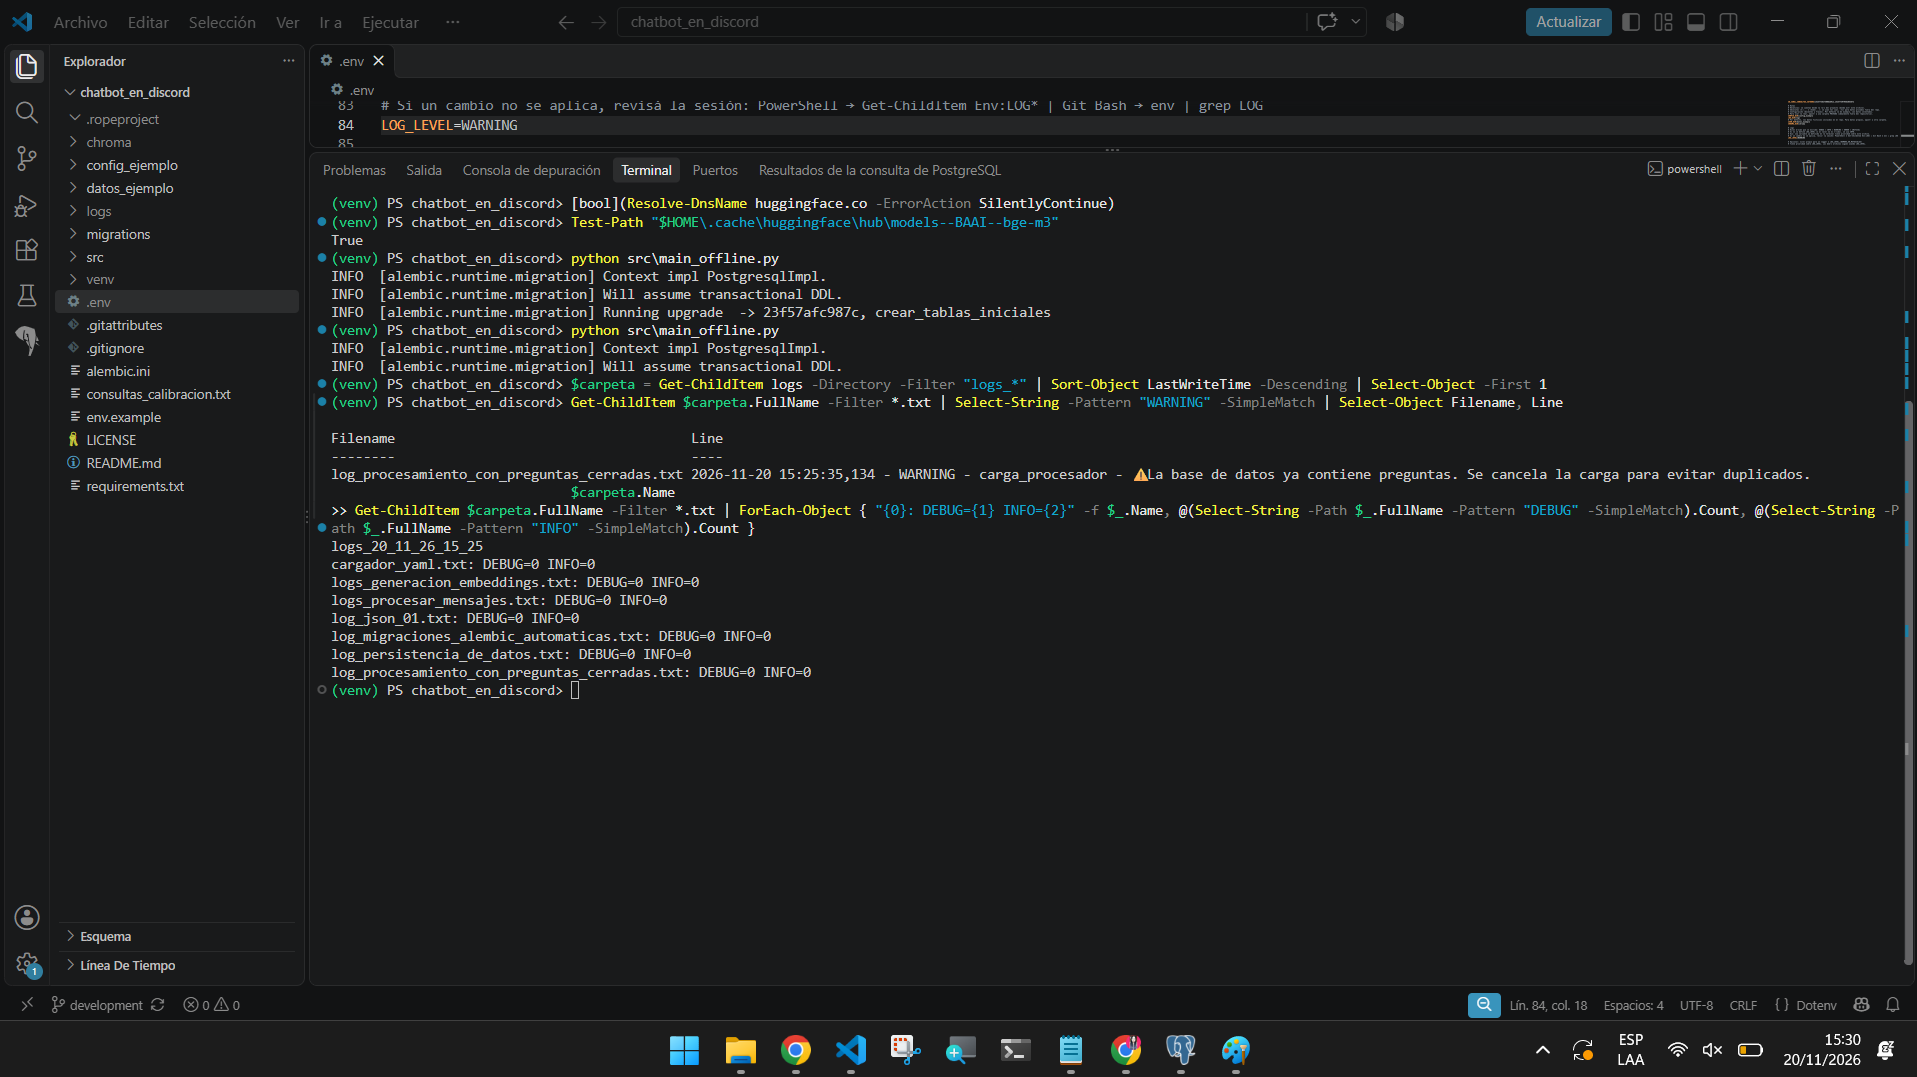 Archivo Editar Selección Ver Ir a Ejecutar ···
chatbot_en_discord
Actualizar
Explorador
chatbot_en_discord
.ropeproject
chroma
config_ejemplo
datos_ejemplo
logs
migrations
src
venv
.env
.gitattributes
.gitignore
alembic.ini
consultas_calibracion.txt
env.example
LICENSE
README.md
requirements.txt
Esquema
Línea De Tiempo
1
.env
.env
83 # Si un cambio no se aplica, revisá la sesión: PowerShell → Get-ChildItem Env:LOG* | Git Bash → env | grep LOG
84 LOG_LEVEL=WARNING
85
Problemas Salida Consola de depuración Terminal Puertos Resultados de la consulta de PostgreSQL
powershell
(venv) PS chatbot_en_discord> [bool](Resolve-DnsName huggingface.co -ErrorAction SilentlyContinue)
(venv) PS chatbot_en_discord> Test-Path "$HOME\.cache\huggingface\hub\models--BAAI--bge-m3"
True
(venv) PS chatbot_en_discord> python src\main_offline.py
INFO  [alembic.runtime.migration] Context impl PostgresqlImpl.
INFO  [alembic.runtime.migration] Will assume transactional DDL.
INFO  [alembic.runtime.migration] Running upgrade  -> 23f57afc987c, crear_tablas_iniciales
(venv) PS chatbot_en_discord> python src\main_offline.py
INFO  [alembic.runtime.migration] Context impl PostgresqlImpl.
INFO  [alembic.runtime.migration] Will assume transactional DDL.
(venv) PS chatbot_en_discord> $carpeta = Get-ChildItem logs -Directory -Filter "logs_*" | Sort-Object LastWriteTime -Descending | Select-Object -First 1
(venv) PS chatbot_en_discord> Get-ChildItem $carpeta.FullName -Filter *.txt | Select-String -Pattern "WARNING" -SimpleMatch | Select-Object Filename, Line
Filename Line
-------- ----
log_procesamiento_con_preguntas_cerradas.txt 2026-11-20 15:25:35,134 - WARNING - carga_procesador - ⚠La base de datos ya contiene preguntas. Se cancela la carga para evitar duplicados.
$carpeta.Name
>> Get-ChildItem $carpeta.FullName -Filter *.txt | ForEach-Object { "{0}: DEBUG={1} INFO={2}" -f $_.Name, @(Select-String -Path $_.FullName -Pattern "DEBUG" -SimpleMatch).Count, @(Select-String -P
ath $_.FullName -Pattern "INFO" -SimpleMatch).Count }
logs_20_11_26_15_25
cargador_yaml.txt: DEBUG=0 INFO=0
logs_generacion_embeddings.txt: DEBUG=0 INFO=0
logs_procesar_mensajes.txt: DEBUG=0 INFO=0
log_json_01.txt: DEBUG=0 INFO=0
log_migraciones_alembic_automaticas.txt: DEBUG=0 INFO=0
log_persistencia_de_datos.txt: DEBUG=0 INFO=0
log_procesamiento_con_preguntas_cerradas.txt: DEBUG=0 INFO=0
(venv) PS chatbot_en_discord>
development 0 0
Lín. 84, col. 18 Espacios: 4 UTF-8 CRLF { } Dotenv
ESP
LAA
15:30
20/11/2026